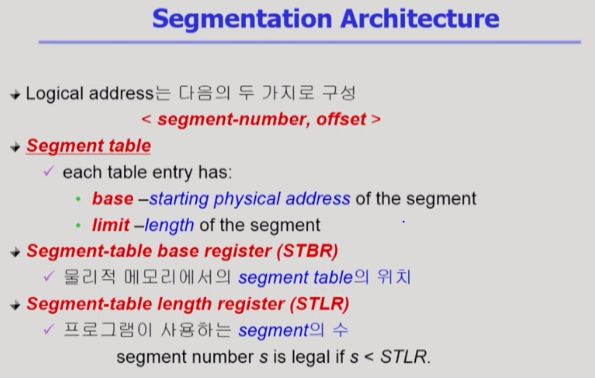 Segmentation Architecture
Logical address는 다음의 두 가지로 구성
< segment-number, offset >
Segment table
each table entry has:
base –starting physical address of the segment
limit –length of the segment
Segment-table base register (STBR)
물리적 메모리에서의 segment table의 위치
Segment-table length register (STLR)
프로그램이 사용하는 segment의 수
segment number s is legal if s < STLR.